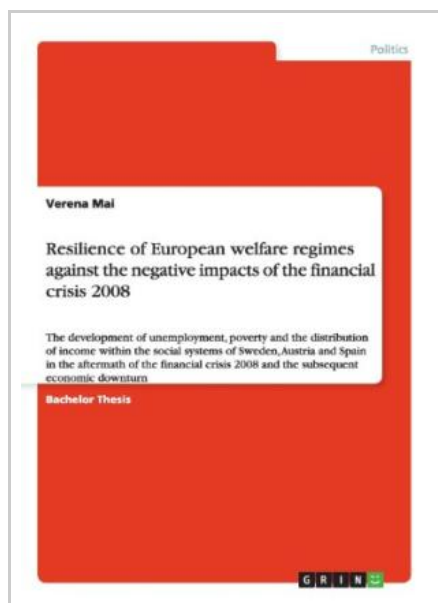 Politics
Verena Mai
Resilience of European welfare regimes
against the negative impacts of the financial
crisis 2008
The development of unemployment, poverty and the distribution
of income within the social systems of Sweden, Austria and Spain
in the aftermath of the financial crisis 2008 and the subsequent
economic downturn
Bachelor Thesis
GRIN